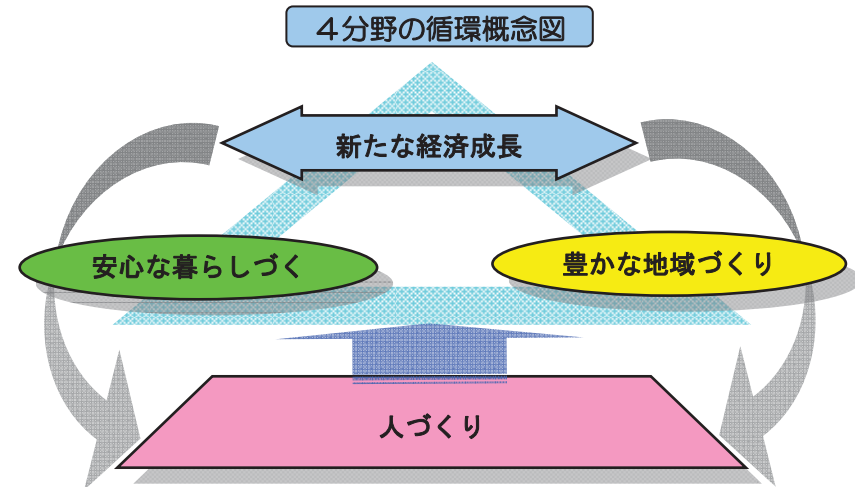 ４分野の循環概念図
新たな経済成長
安心な暮らしづく
豊かな地域づくり
人づくり